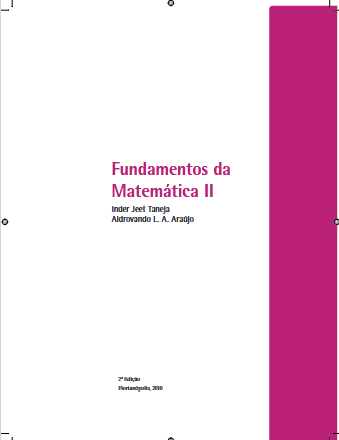 Fundamentos da
Matemática II
Inder Jeet Taneja
Aldrovando L. A. Araújo
2ª Edição
Florianópolis, 2010